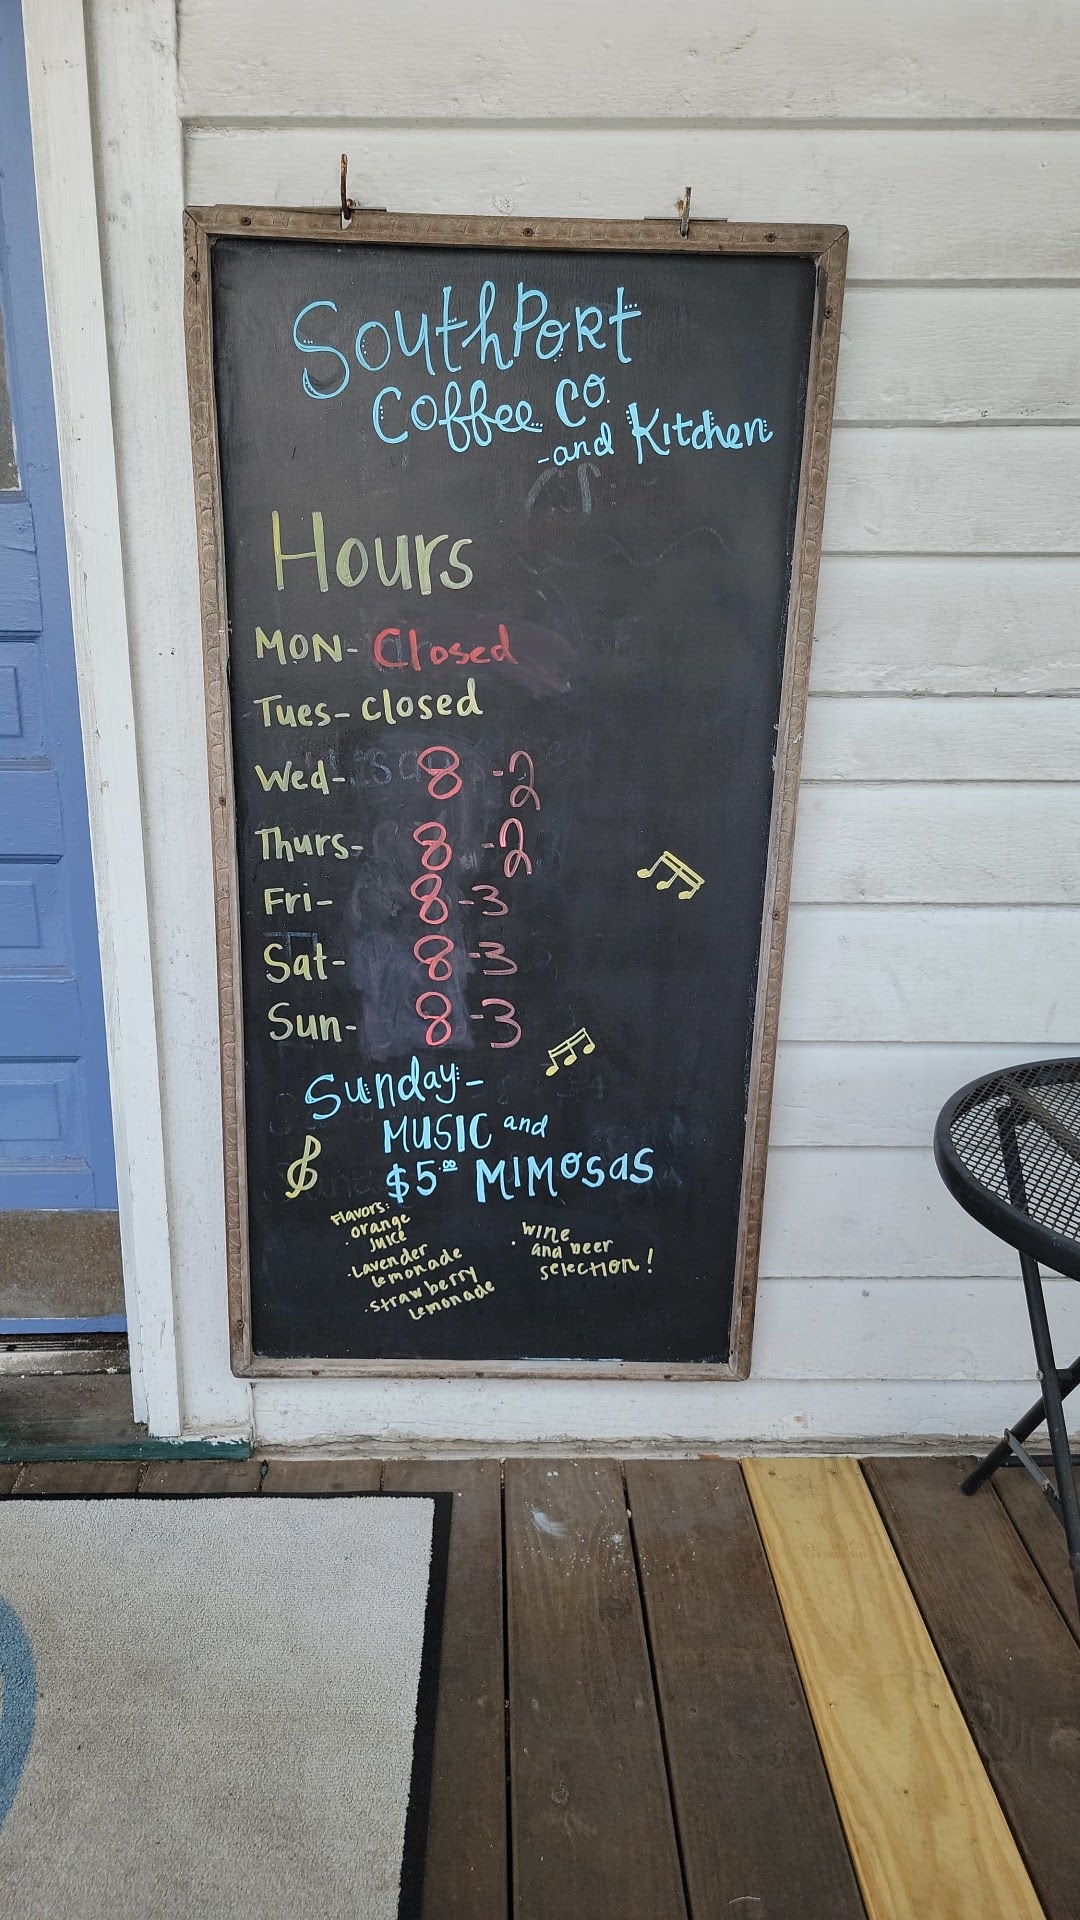 SouthPort
Coffee Co.
-and Kitchen
Hours
MON- Closed
Tues- closed
Wed- 8 -2
Thurs- 8 -2
Fri- 8 -3
Sat- 8 -3
Sun- 8 -3
Sunday-
MUSIC and
$5.00 MIMOSAS
Flavors:
• orange
juice
• Lavender
Lemonade
• strawberry
Lemonade
• wine
and beer
selection!